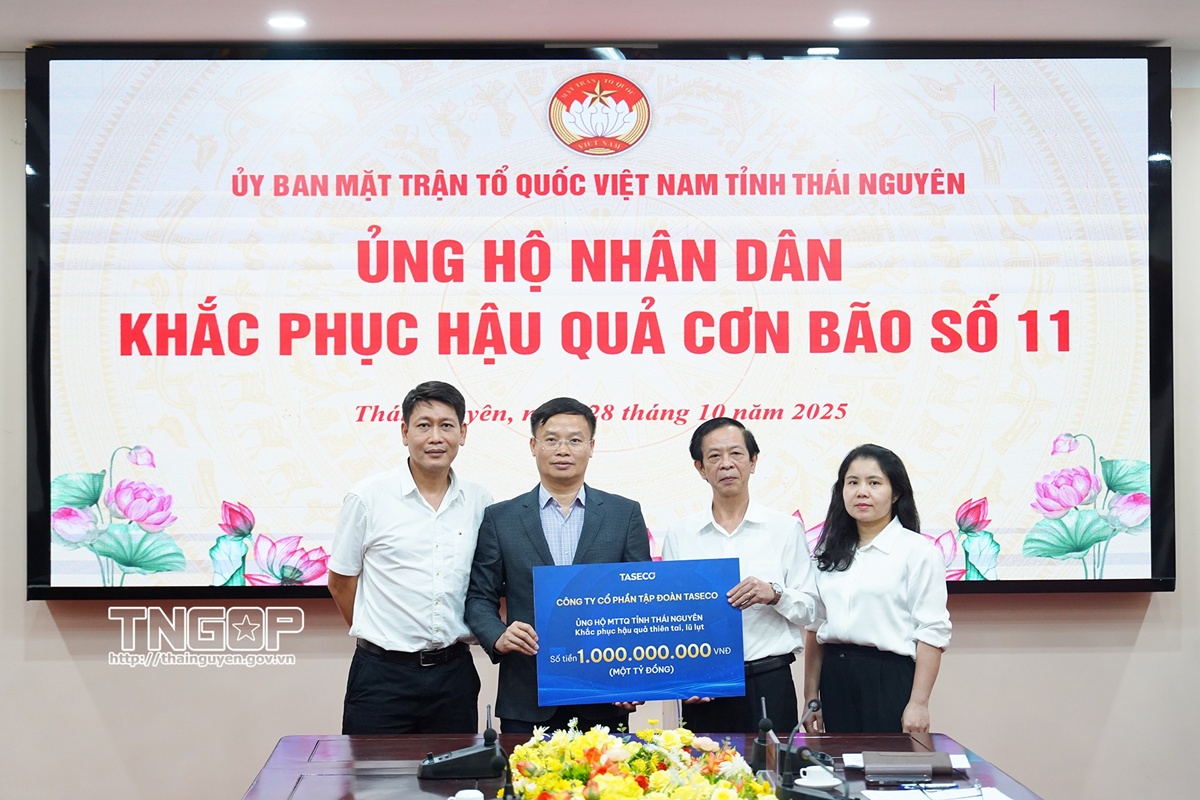 MẶT TRẬN TỔ QUỐC
VIỆT NAM
ỦY BAN MẶT TRẬN TỔ QUỐC VIỆT NAM TỈNH THÁI NGUYÊN
ỦNG HỘ NHÂN DÂN
KHẮC PHỤC HẬU QUẢ CƠN BÃO SỐ 11
28 tháng 10 năm 2025
TASECO
CÔNG TY CỔ PHẦN TẬP ĐOÀN TASECO
ỦNG HỘ MTTQ TỈNH THÁI NGUYÊN
Khắc phục hậu quả thiên tai, lũ lụt
Số tiền 1.000.000.000 VNĐ
(MỘT TỶ ĐỒNG)
TNGOP
http://thainguyen.gov.vn